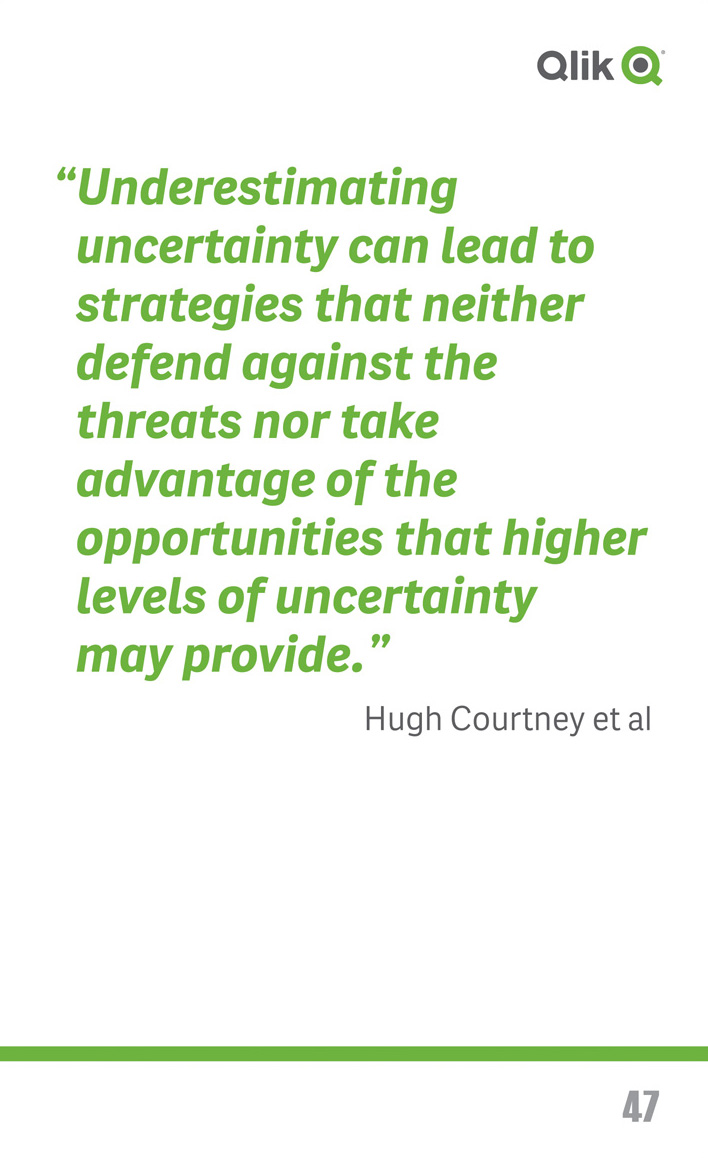 Qlik
“Underestimating
uncertainty can lead to
strategies that neither
defend against the
threats nor take
advantage of the
opportunities that higher
levels of uncertainty
may provide.”
Hugh Courtney et al
47